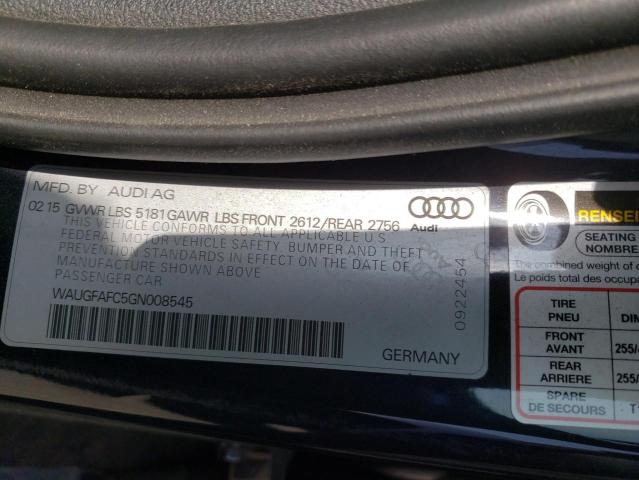 MFD. BY AUDI AG
02 15 GVWR LBS 5181 GAWR LBS FRONT 2612/REAR 2756
THIS VEHICLE CONFORMS TO ALL APPLICABLE U S
FEDERAL MOTOR VEHICLE SAFETY, BUMPER AND THEFT
PREVENTION STANDARDS IN EFFECT ON THE DATE OF
MANUFACTURE SHOWN ABOVE
PASSENGER CAR
WAUGFAFC5GN008545
Audi
0922454
GERMANY
SEATING
NOMBRE
The combined weight of
Le poids total des occupa
TIRE
PNEU
FRONT
AVANT
255/
REAR
ARRIERE
255/
SPARE
DE SECOURS